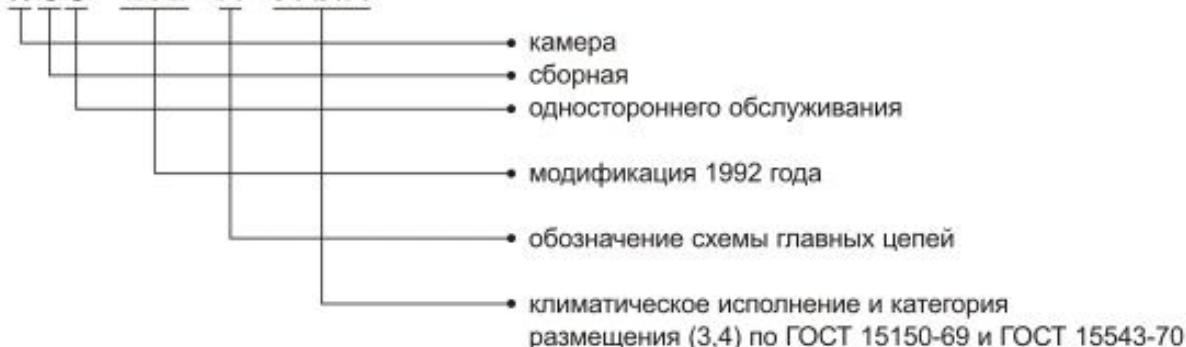 камера
сборная
одностороннего обслуживания
модификация 1992 года
обозначение схемы главных цепей
климатическое исполнение и категория
размещения (3,4) по ГОСТ 15150-69 и ГОСТ 15543-70